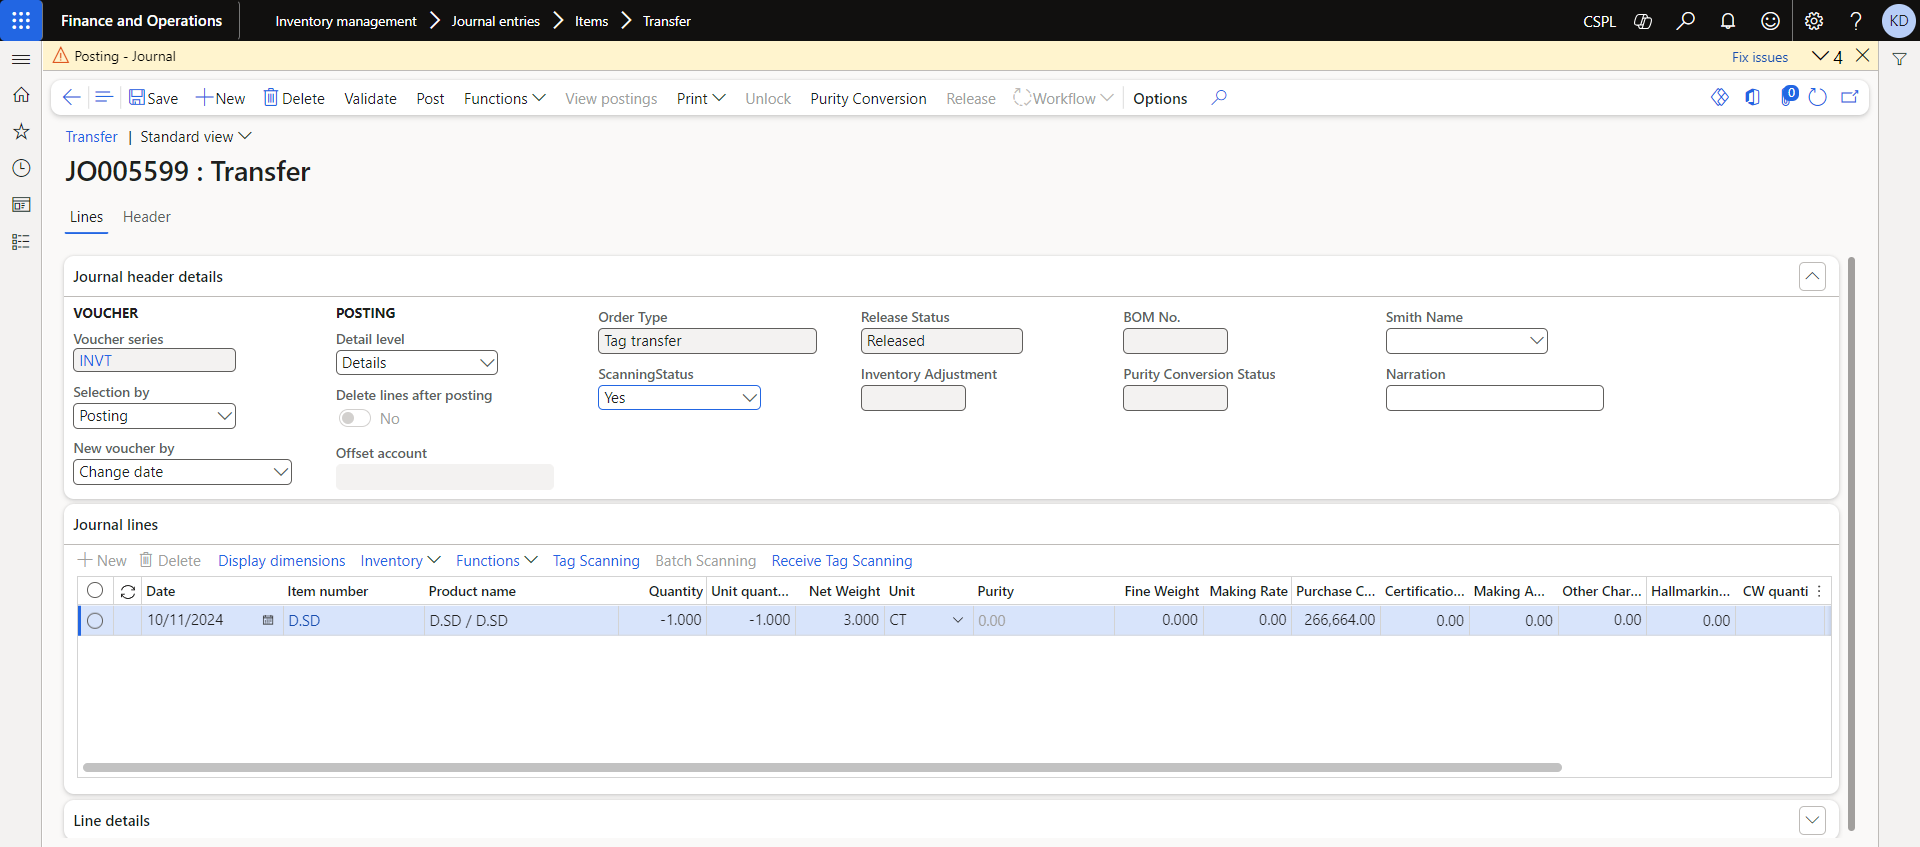 Finance and Operations
Inventory management > Journal entries > Items > Transfer
CSPL
?
KD
Posting - Journal
Fix issues
4
Save
New
Delete
Validate
Post
Functions
View postings
Print
Unlock
Purity Conversion
Release
Workflow
Options
0
Transfer | Standard view
JO005599 : Transfer
Lines
Header
Journal header details
VOUCHER
Voucher series
INVT
Selection by
Posting
New voucher by
Change date
POSTING
Detail level
Details
Delete lines after posting
No
Offset account
Order Type
Tag transfer
ScanningStatus
Yes
Release Status
Released
Inventory Adjustment
BOM No.
Purity Conversion Status
Smith Name
Narration
Journal lines
New Delete Display dimensions Inventory Functions Tag Scanning Batch Scanning Receive Tag Scanning
Date Item number Product name Quantity Unit quant... Net Weight Unit Purity Fine Weight Making Rate Purchase C... Certificatio... Making A... Other Char... Hallmarkin... CW quanti
10/11/2024 D.SD D.SD / D.SD -1.000 -1.000 3.000 CT 0.00 0.000 0.00 266,664.00 0.00 0.00 0.00 0.00
Line details